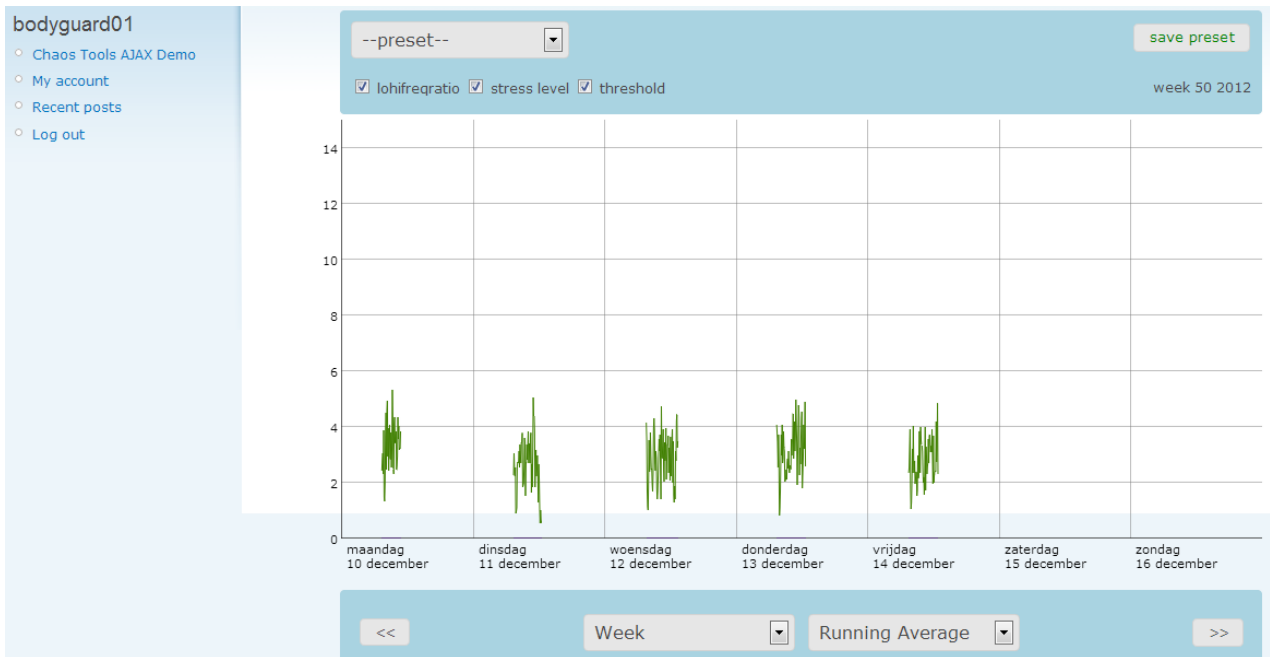 bodyguard01
Chaos Tools AJAX Demo
My account
Recent posts
Log out
--preset--
save preset
lohifreqratio stress level threshold
week 50 2012
14
12
10
8
6
4
2
0
maandag
10 december
dinsdag
11 december
woensdag
12 december
donderdag
13 december
vrijdag
14 december
zaterdag
15 december
zondag
16 december
<<
Week
Running Average
>>